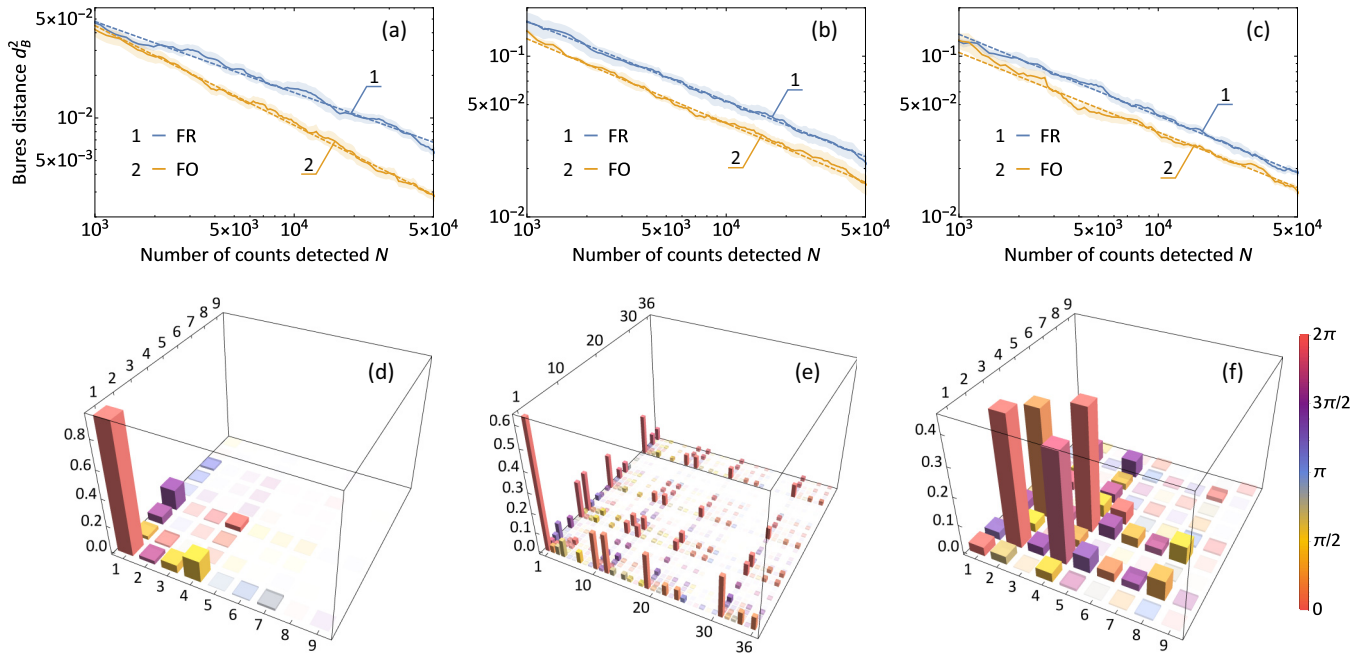 5×10⁻²
10⁻²
5×10⁻³
Bures distance d²_B
(a)
1
1 FR
2 FO
2
10³
5×10³
10⁴
5×10⁴
Number of counts detected N
10⁻¹
5×10⁻²
10⁻²
(b)
1
1 FR
2 FO
2
10³
5×10³
10⁴
5×10⁴
Number of counts detected N
10⁻¹
5×10⁻²
10⁻²
(c)
1
1 FR
2 FO
2
10³
5×10³
10⁴
5×10⁴
Number of counts detected N
(d)
1 2 3 4 5 6 7 8 9
0.8
0.6
0.4
0.2
0.0
1 2 3 4 5 6 7 8 9
(e)
1 10 20 30 36
0.6
0.5
0.4
0.3
0.2
0.1
0.0
1 10 20 30 36
(f)
1 2 3 4 5 6 7 8 9
0.4
0.3
0.2
0.1
0.0
1 2 3 4 5 6 7 8 9
2π
3π/2
π
π/2
0